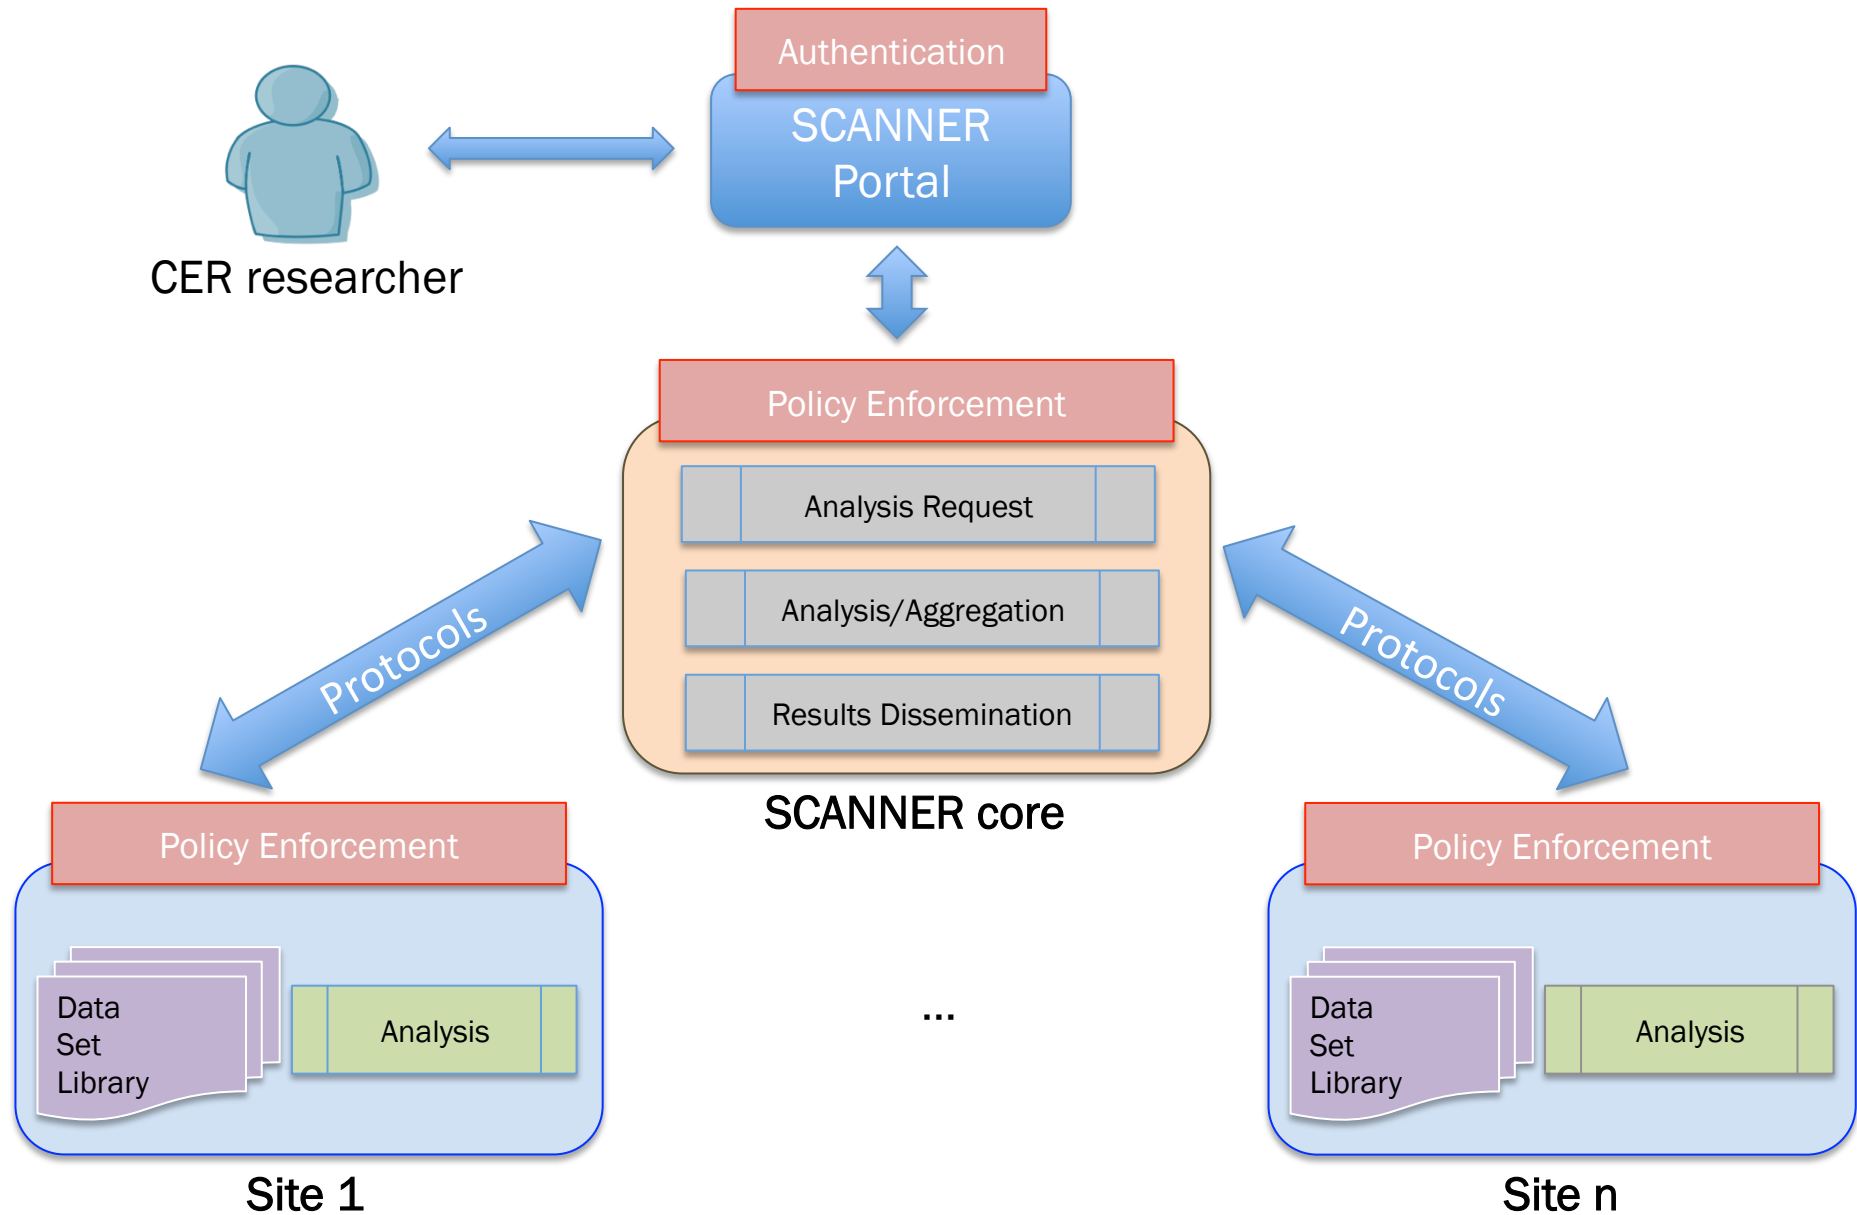 Authentication
SCANNER
Portal
CER researcher
Policy Enforcement
Analysis Request
Analysis/Aggregation
Results Dissemination
SCANNER core
Protocols
Protocols
Policy Enforcement
Data
Set
Library
Analysis
Site 1
...
Policy Enforcement
Data
Set
Library
Analysis
Site n